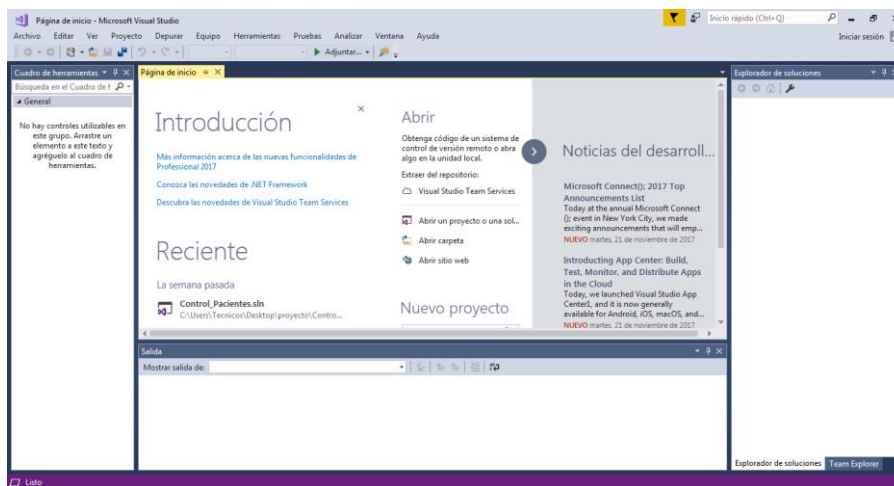 Página de inicio - Microsoft Visual Studio
Inicio rápido (Ctrl+Q)
Archivo Editar Ver Proyecto Depurar Equipo Herramientas Pruebas Analizar Ventana Ayuda
Iniciar sesión
Adjuntar...
Cuadro de herramientas
Búsqueda en el Cuadro de
General
No hay controles utilizables en
este grupo. Arrastre un
elemento a este texto y
agréguelo al cuadro de
herramientas.
Página de inicio
Introducción
Más información acerca de las nuevas funcionalidades de
Professional 2017
Conozca las novedades de .NET Framework
Descubra las novedades de Visual Studio Team Services
Reciente
La semana pasada
Control_Pacientes.sln
C:\Users\Tecnicos\Desktop\proyecto\Contro...
Abrir
Obtenga código de un sistema de
control de versión remoto o abra
algo en la unidad local.
Extraer del repositorio:
Visual Studio Team Services
Abrir un proyecto o una sol...
Abrir carpeta
Abrir sitio web
Nuevo proyecto
Noticias del desarroll...
Microsoft Connect(); 2017 Top
Announcements List
Today at the annual Microsoft Connect
(); event in New York City, we made
exciting announcements that will emp...
NUEVO martes, 21 de noviembre de 2017
Introducting App Center: Build,
Test, Monitor, and Distribute Apps
in the Cloud
Today, we launched Visual Studio App
Center1, and it is now generally
available for Android, iOS, macOS, and...
NUEVO martes, 21 de noviembre de 2017
Salida
Mostrar salida de:
Explorador de soluciones
Explorador de soluciones Team Explorer
Listo